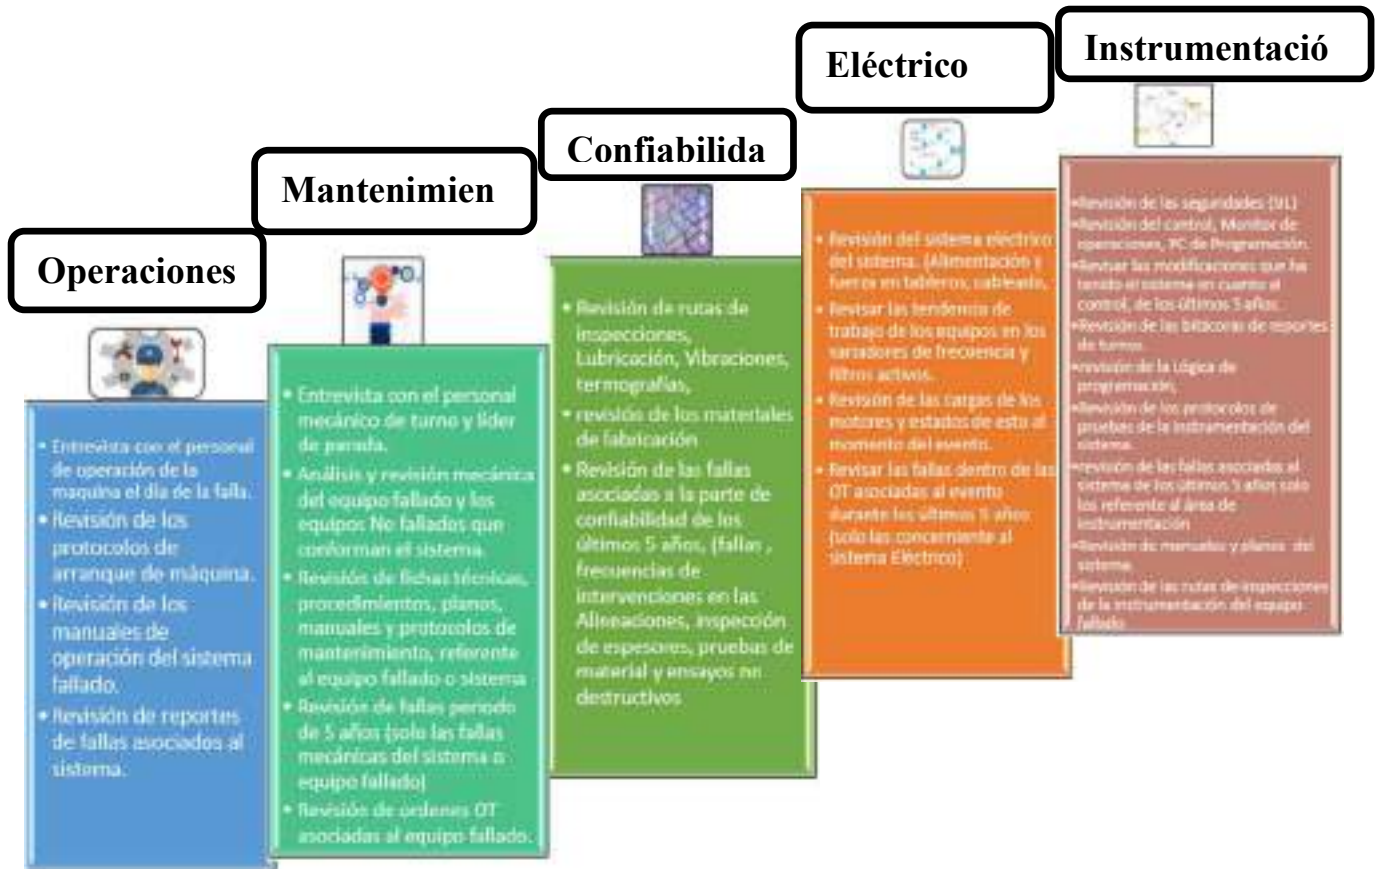 Operaciones
• Entrevista con el personal
de operación de la
maquina el día de la falla.
• Revisión de los
protocolos de
arranque de máquina.
• Revisión de los
manuales de
operación del sistema
fallado.
• Revisión de reportes
de fallas asociados al
sistema.
Mantenimien
• Entrevista con el personal
mecánico de turno y líder
de parada.
• Análisis y revisión mecánica
del equipo fallado y los
equipos No fallados que
conforman el sistema.
• Revisión de fichas técnicas,
procedimientos, planos,
manuales y protocolos de
mantenimiento, referente
al equipo fallado o sistema
• Revisión de fallas periodo
de 5 años (solo las fallas
mecánicas del sistema o
equipo fallado)
• Revisión de ordenes OT
asociadas al equipo fallado.
Confiabilida
• Revisión de rutas de
inspecciones,
Lubricación, Vibraciones,
termografías,
• revisión de los materiales
de fabricación
• Revisión de las fallas
asociadas a la parte de
confiabilidad de los
últimos 5 años, (fallas ,
frecuencias de
intervenciones en las
Alineaciones, inspección
de espesores, pruebas de
material y ensayos no
destructivos
Eléctrico
• Revisión del sistema eléctrico
del sistema. (Alimentación y
fuerza en tableros, cableado,
• Revisar las tendencia de
trabajo de los equipos en los
variadores de frecuencia y
filtros activos.
• Revisión de las cargas de los
motores y estados de esto al
momento del evento.
• Revisar las fallas dentro de las
OT asociadas al evento
durante los últimos 5 años
(solo las concerniente al
sistema Eléctrico)
Instrumentació
•Revisión de las seguridades (SIL)
•Revisión del control, Monitor de
operaciones, PC de Programación.
•Revisar las modificaciones que ha
tenido el sistema en cuanto al
control, de los últimos 5 años.
•Revisión de las bitácoras de reportes
de turnos
•revisión de la Lógica de
programación,
•Revisión de los protocolos de
pruebas de la instrumentación del
sistema.
•revisión de las fallas asociadas al
sistema de los últimos 5 años solo
los referente al área de
instrumentación
•Revisión de manuales y planos del
sistema
•Revisión de las rutas de inspecciones
de la instrumentación del equipo
fallado